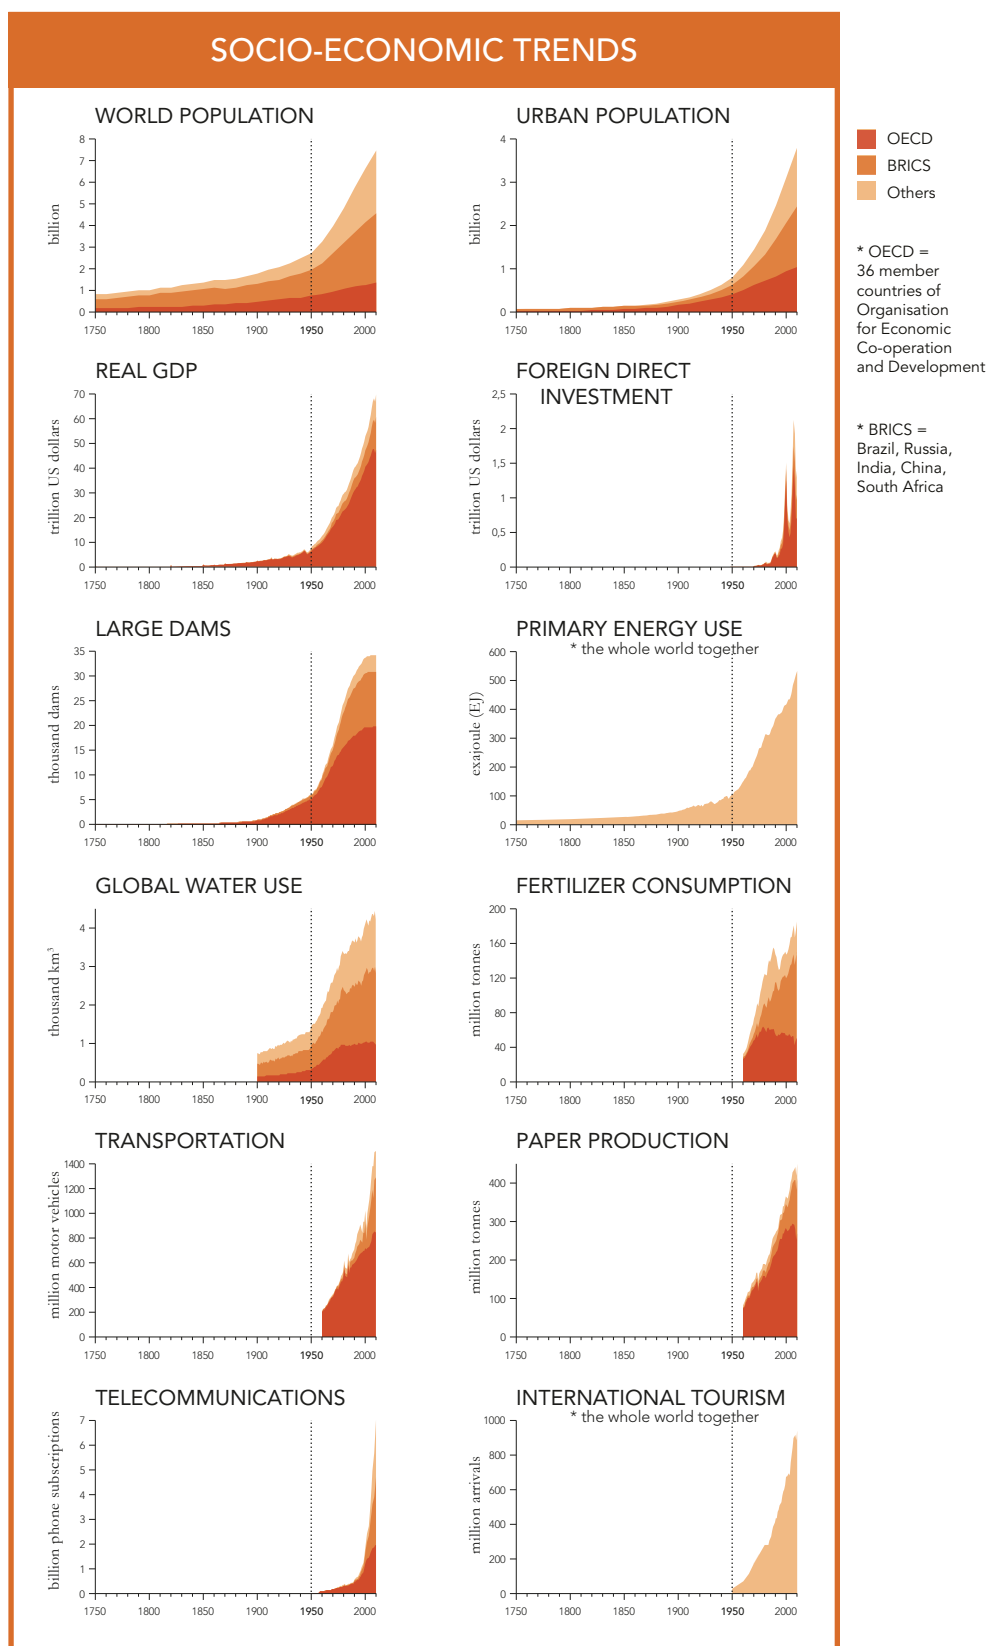 SOCIO-ECONOMIC TRENDS
WORLD POPULATION
billion
8
7
6
5
4
3
2
1
0
1750 1800 1850 1900 1950 2000
URBAN POPULATION
billion
4
3
2
1
0
1750 1800 1850 1900 1950 2000
OECD
BRICS
Others
* OECD =
36 member
countries of
Organisation
for Economic
Co-operation
and Development
* BRICS =
Brazil, Russia,
India, China,
South Africa
REAL GDP
trillion US dollars
70
60
50
40
30
20
10
0
1750 1800 1850 1900 1950 2000
FOREIGN DIRECT
INVESTMENT
trillion US dollars
2,5
2
1,5
1
0,5
0
1750 1800 1850 1900 1950 2000
LARGE DAMS
thousand dams
35
30
25
20
15
10
5
0
1750 1800 1850 1900 1950 2000
PRIMARY ENERGY USE
* the whole world together
exajoule (EJ)
600
500
400
300
200
100
0
1750 1800 1850 1900 1950 2000
GLOBAL WATER USE
thousand km³
4
3
2
1
0
1750 1800 1850 1900 1950 2000
FERTILIZER CONSUMPTION
million tonnes
200
160
120
80
40
0
1750 1800 1850 1900 1950 2000
TRANSPORTATION
million motor vehicles
1400
1200
1000
800
600
400
200
0
1750 1800 1850 1900 1950 2000
PAPER PRODUCTION
million tonnes
400
300
200
100
0
1750 1800 1850 1900 1950 2000
TELECOMMUNICATIONS
billion phone subscriptions
7
6
5
4
3
2
1
0
1750 1800 1850 1900 1950 2000
INTERNATIONAL TOURISM
* the whole world together
million arrivals
1000
800
600
400
200
0
1750 1800 1850 1900 1950 2000